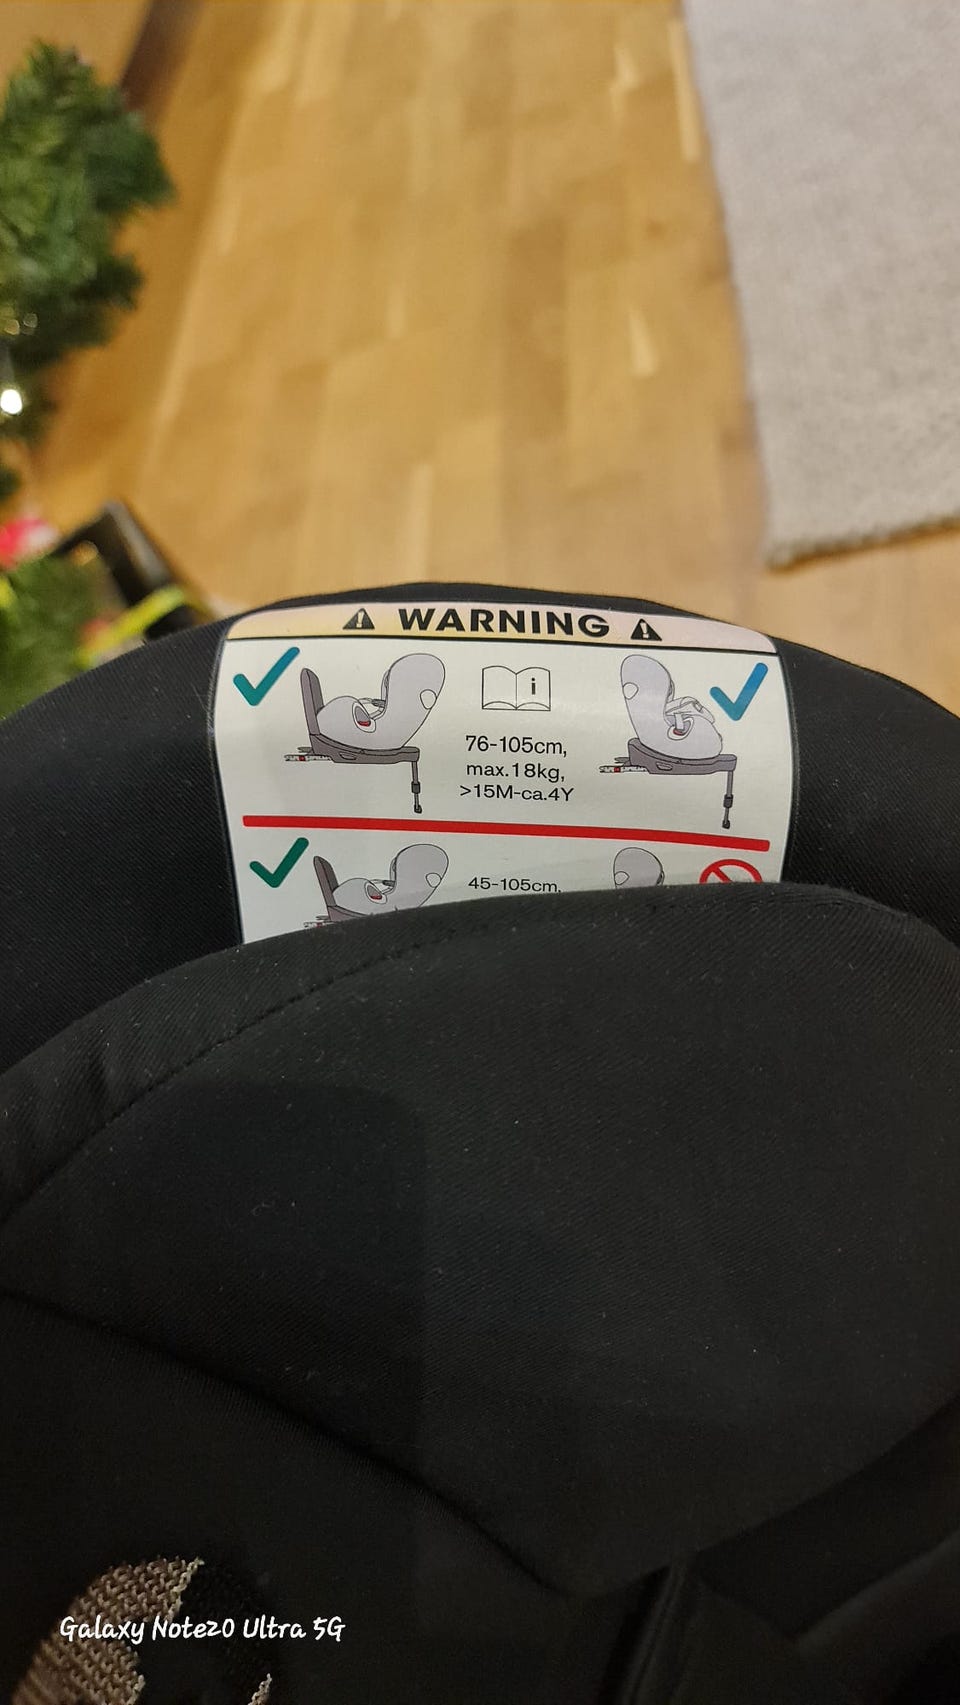 WARNING
i
76-105cm,
max.18kg,
>15M-ca.4Y
45-105cm,
Galaxy Note20 Ultra 5G